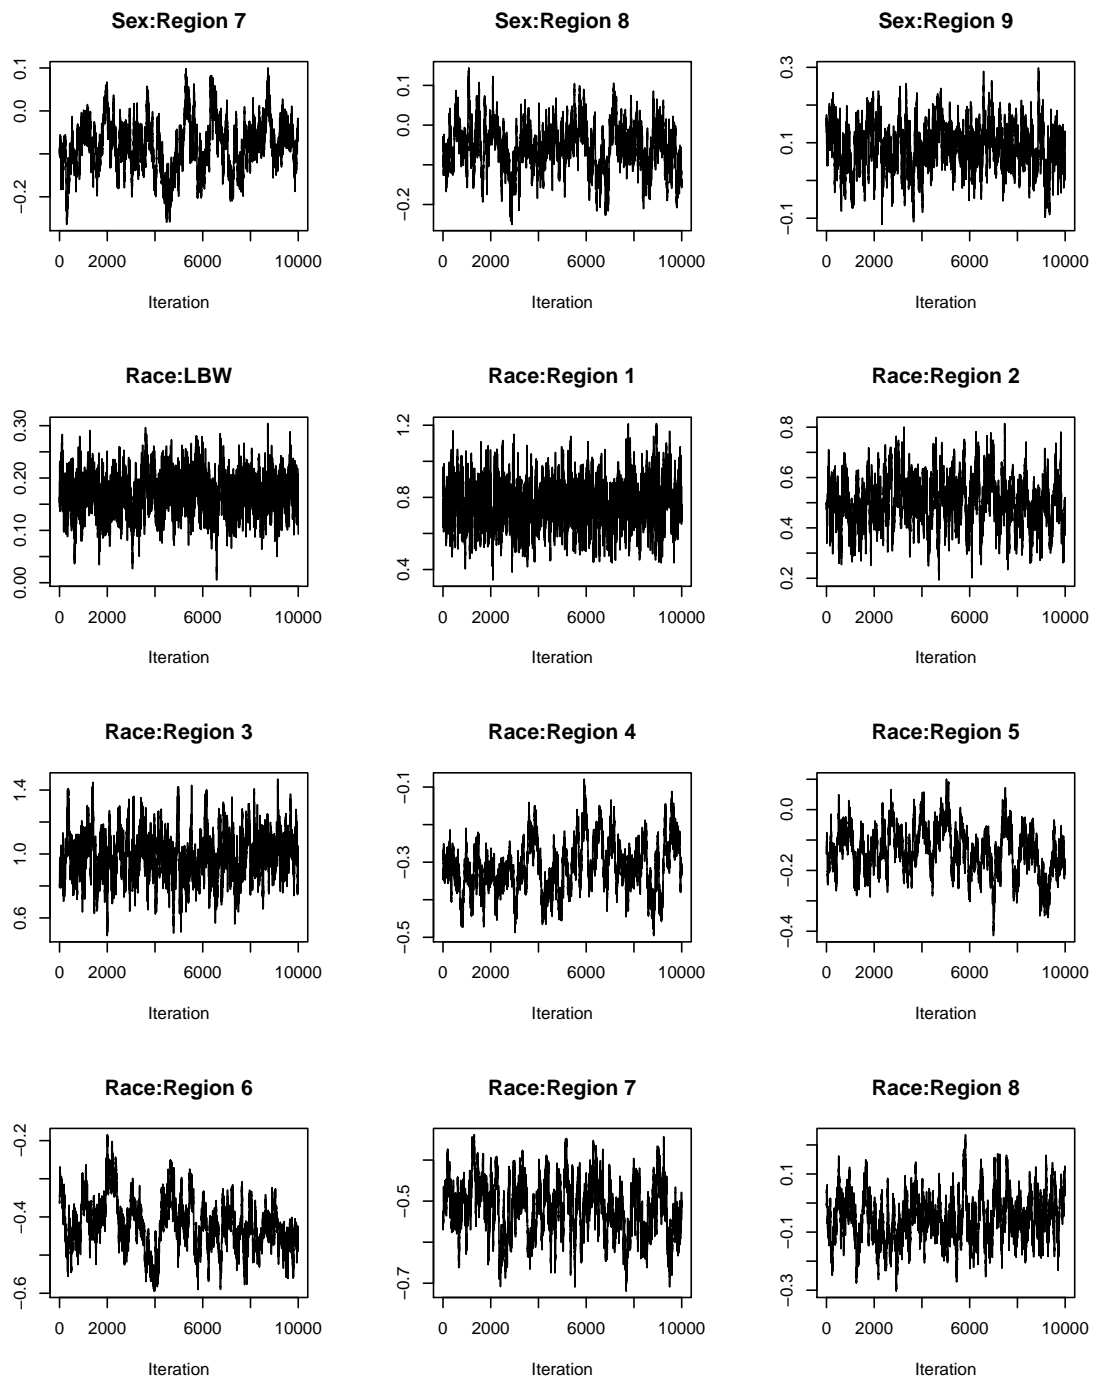 Sex:Region 7
Sex:Region 8
Sex:Region 9
0.1
0.0
−0.2
0 2000 6000 10000
Iteration
0.1
0.0
−0.2
0 2000 6000 10000
Iteration
0.3
0.1
−0.1
0 2000 6000 10000
Iteration
Race:LBW
Race:Region 1
Race:Region 2
0.30
0.20
0.10
0.00
0 2000 6000 10000
Iteration
1.2
0.8
0.4
0 2000 6000 10000
Iteration
0.8
0.6
0.4
0.2
0 2000 6000 10000
Iteration
Race:Region 3
Race:Region 4
Race:Region 5
1.4
1.0
0.6
0 2000 6000 10000
Iteration
−0.1
−0.3
−0.5
0 2000 6000 10000
Iteration
0.0
−0.2
−0.4
0 2000 6000 10000
Iteration
Race:Region 6
Race:Region 7
Race:Region 8
−0.2
−0.4
−0.6
0 2000 6000 10000
Iteration
−0.5
−0.7
0 2000 6000 10000
Iteration
0.1
−0.1
−0.3
0 2000 6000 10000
Iteration